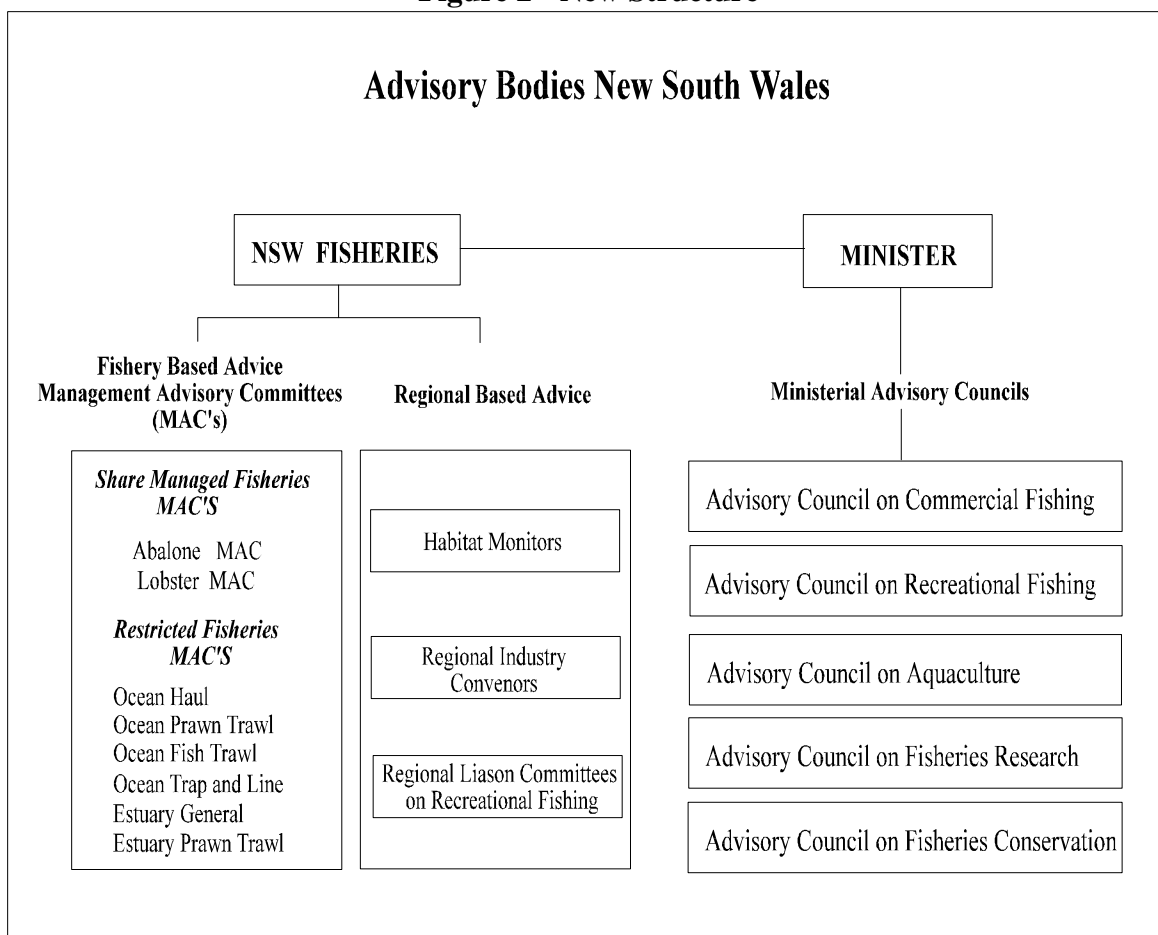 Figure 2 - New Structure
Advisory Bodies New South Wales
NSW FISHERIES
MINISTER
Fishery Based Advice
Management Advisory Committees
(MAC's)
Regional Based Advice
Ministerial Advisory Councils
Share Managed Fisheries
MAC'S
Abalone MAC
Lobster MAC
Restricted Fisheries
MAC'S
Ocean Haul
Ocean Prawn Trawl
Ocean Fish Trawl
Ocean Trap and Line
Estuary General
Estuary Prawn Trawl
Habitat Monitors
Regional Industry
Convenors
Regional Liason Committees
on Recreational Fishing
Advisory Council on Commercial Fishing
Advisory Council on Recreational Fishing
Advisory Council on Aquaculture
Advisory Council on Fisheries Research
Advisory Council on Fisheries Conservation